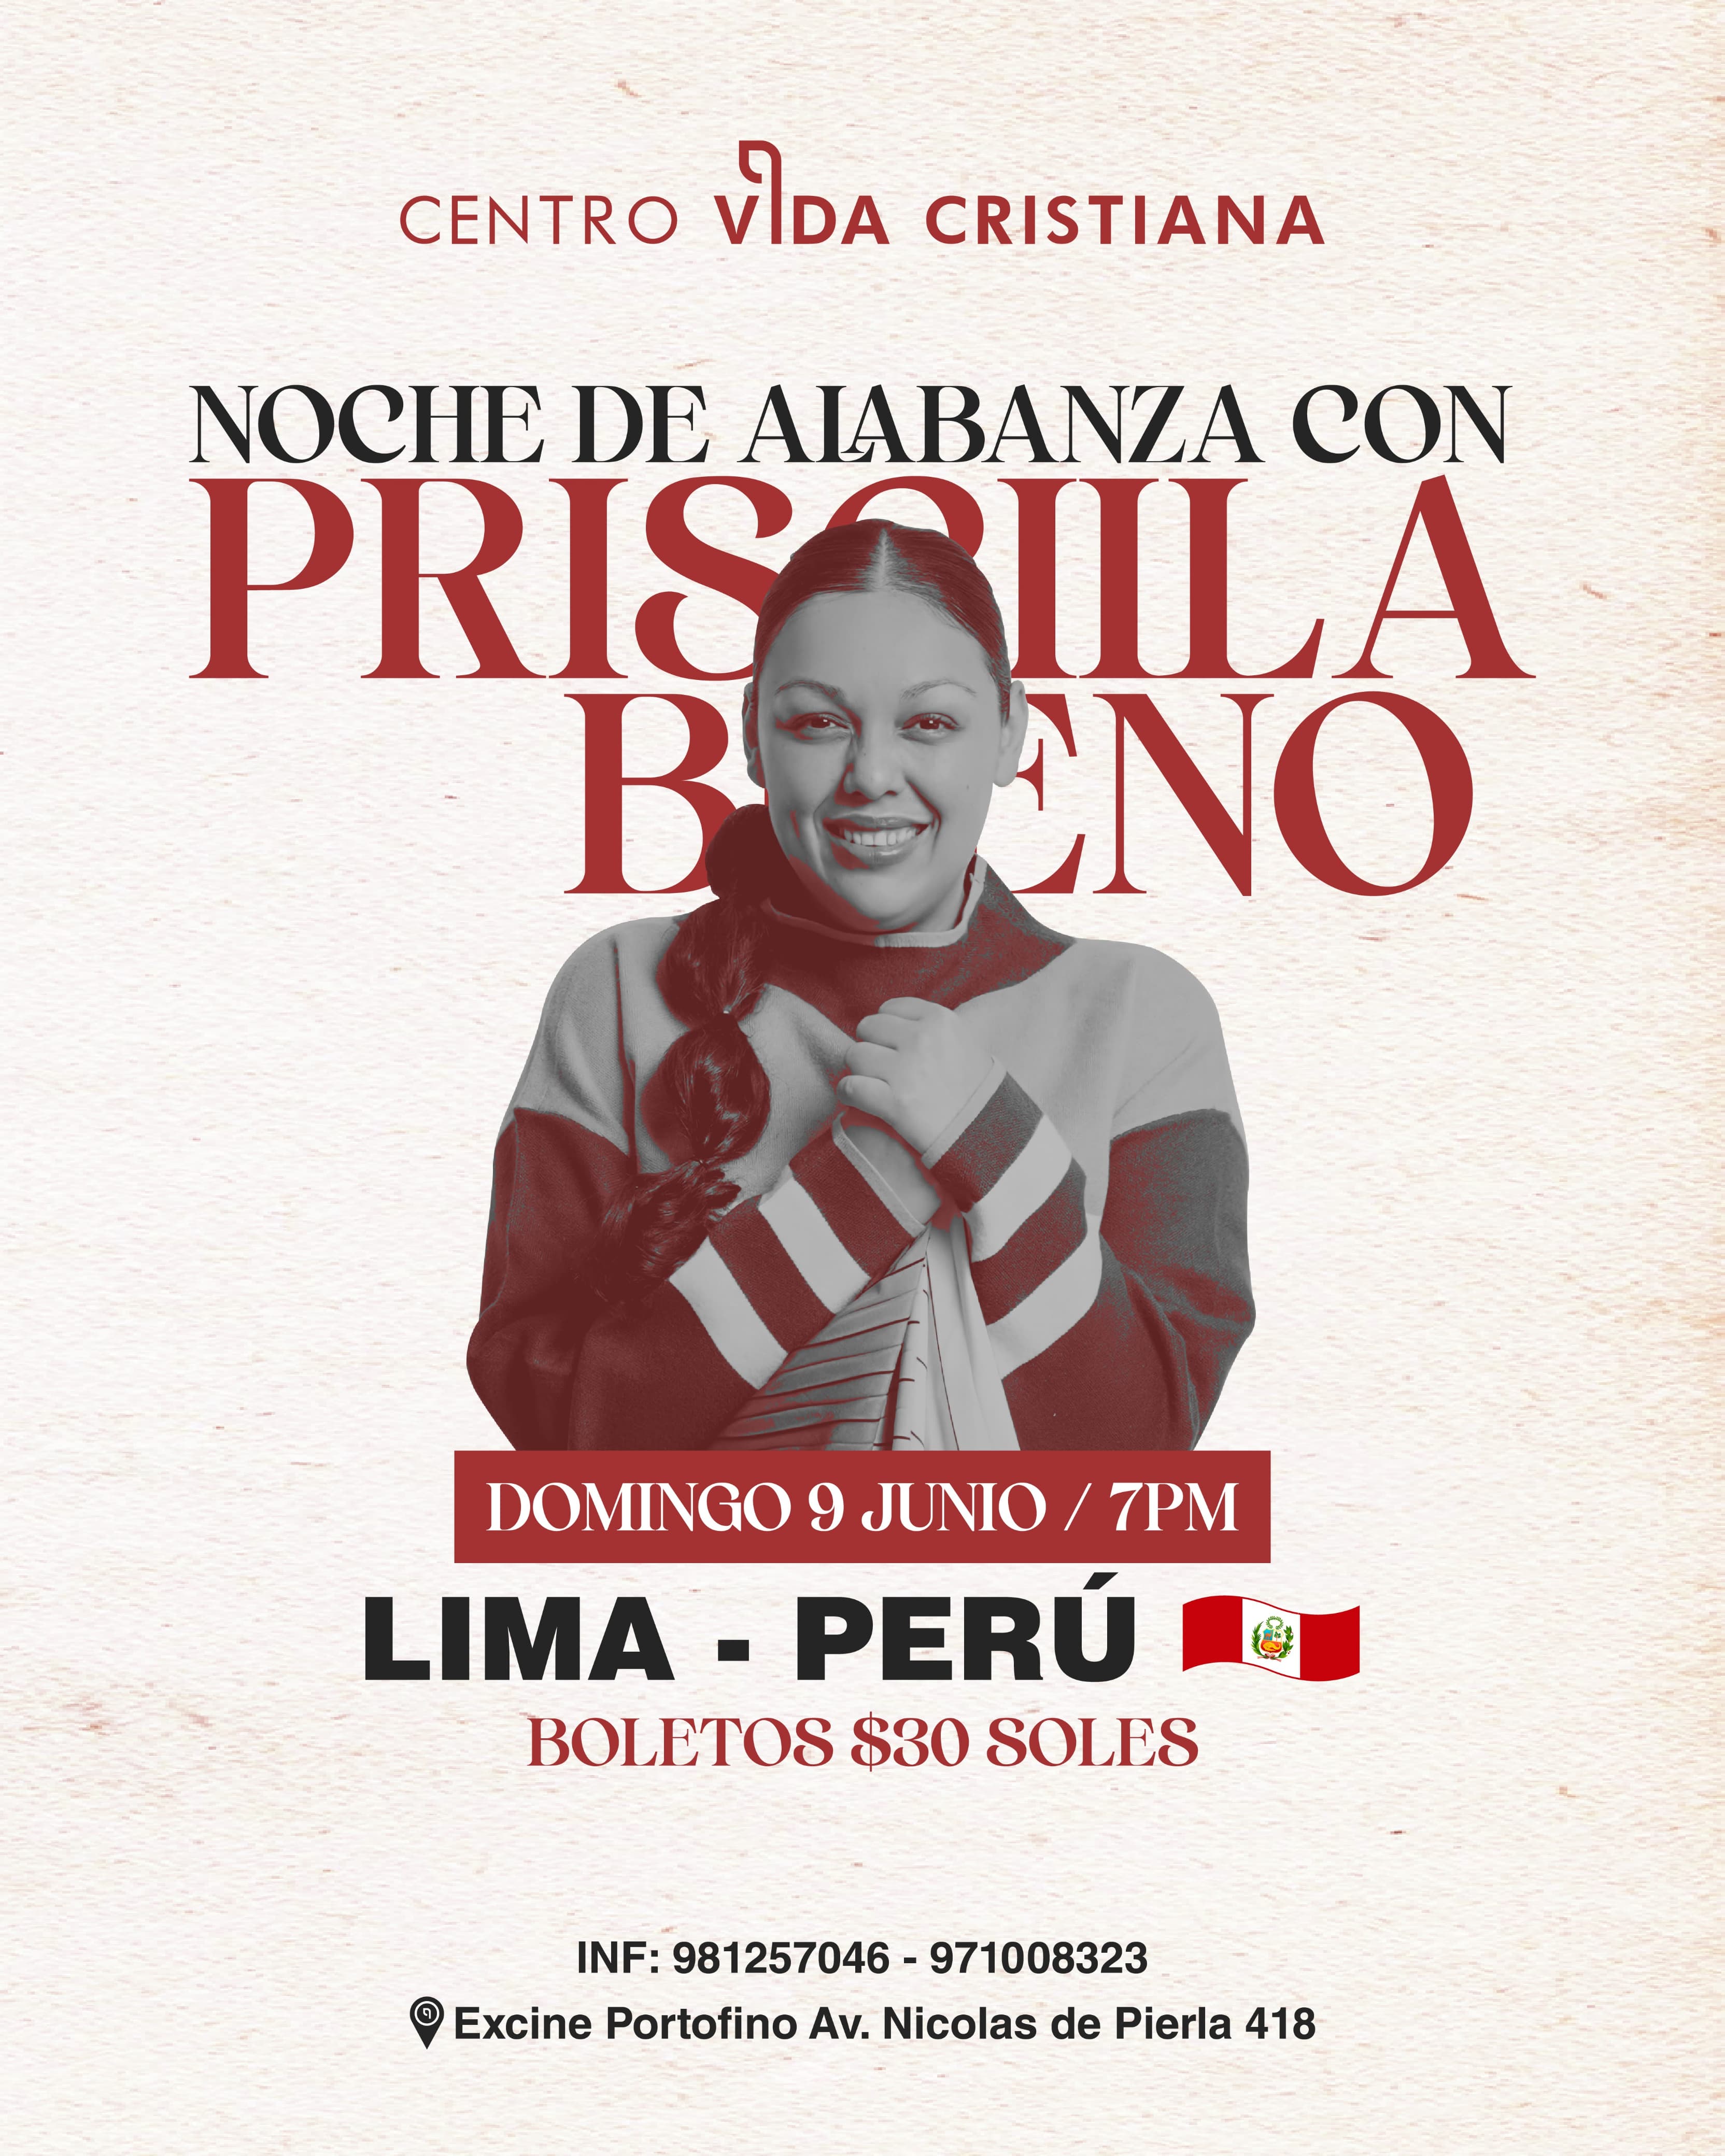 CENTRO VIDA CRISTIANA
NOCHE DE ALABANZA CON
PRISCILLA
BUENO
DOMINGO 9 JUNIO / 7PM
LIMA - PERÚ
BOLETOS $30 SOLES
INF: 981257046 - 971008323
Excine Portofino Av. Nicolas de Pierla 418